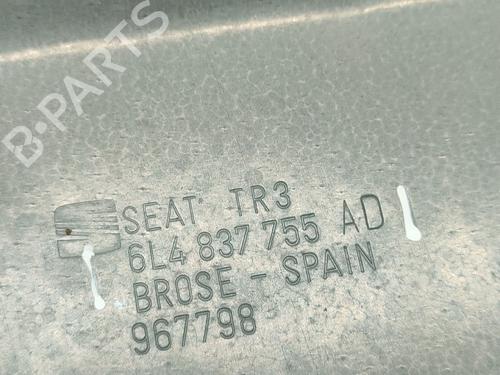 B-PARTS
SEAT TR3
6L4 837 755 AD
BROSE - SPAIN
967798